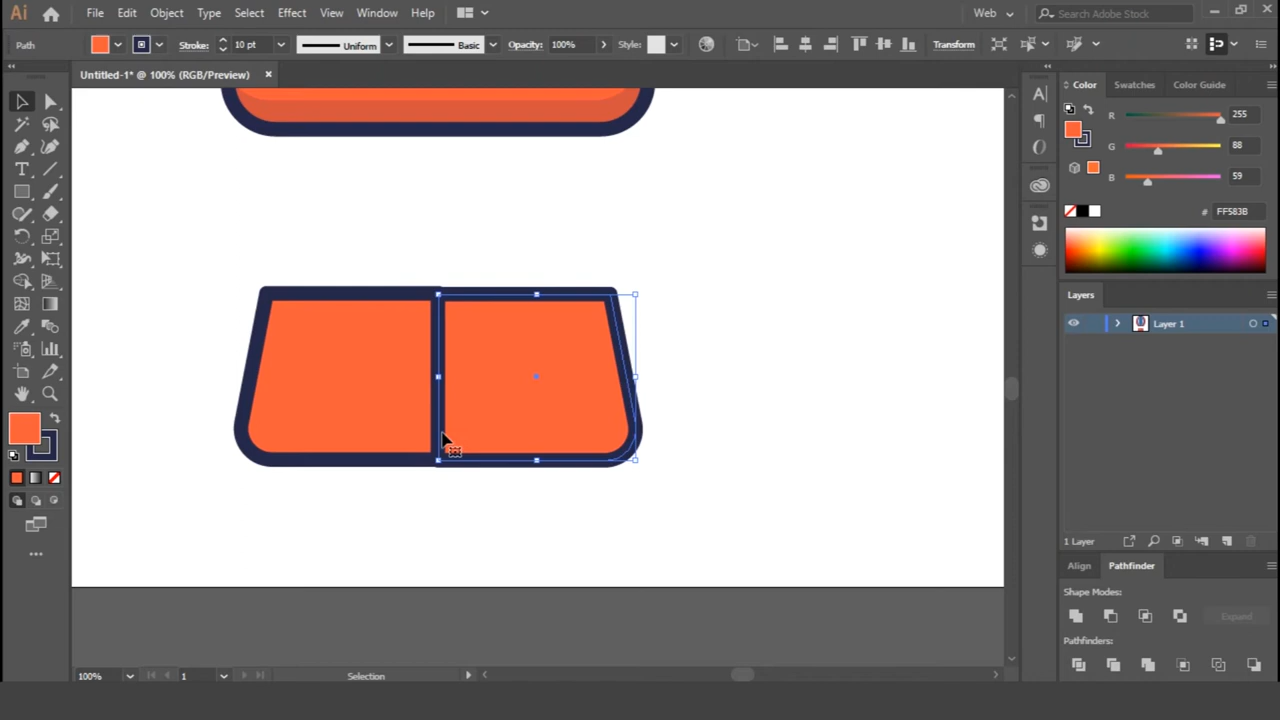 Ai File Edit Object Type Select Effect View Window Help Web Search Adobe Stock
Path Stroke: 10 pt Uniform Basic Opacity: 100% Style: Transform
Untitled-1* @ 100% (RGB/Preview)
Color Swatches Color Guide
R 255
G 88
B 59
# FF583B
Layers
Layer 1
1 Layer
Align Pathfinder
Shape Modes:
Expand
Pathfinders:
100% 1 Selection